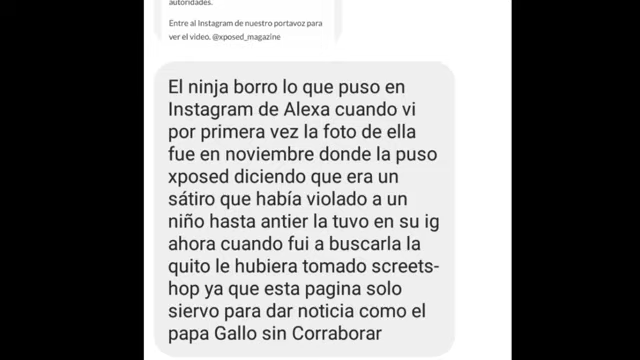 autoridades.
Entre al Instagram de nuestro portavoz para
ver el video. @xposed_magazine
El ninja borro lo que puso en
Instagram de Alexa cuando vi
por primera vez la foto de ella
fue en noviembre donde la puso
xposed diciendo que era un
sátiro que había violado a un
niño hasta antier la tuvo en su ig
ahora cuando fui a buscarla la
quito le hubiera tomado screets-
hop ya que esta pagina solo
siervo para dar noticia como el
papa Gallo sin Corraborar